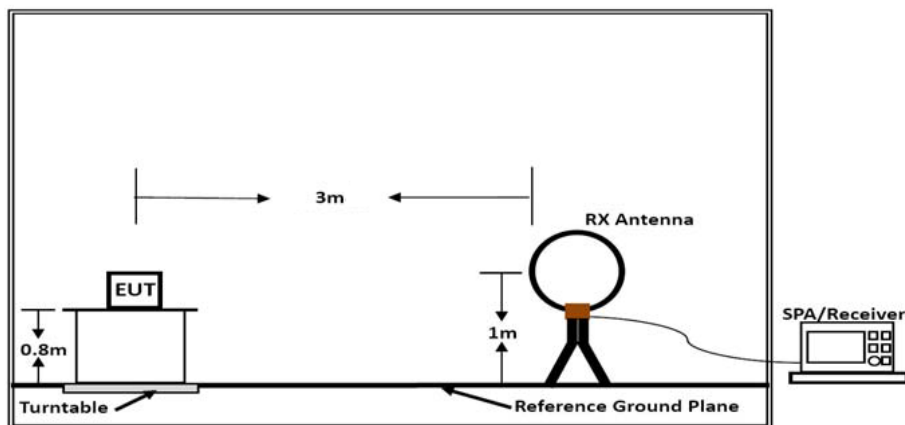 3m
RX Antenna
EUT
SPA/Receiver
0.8m
1m
Turntable
Reference Ground Plane